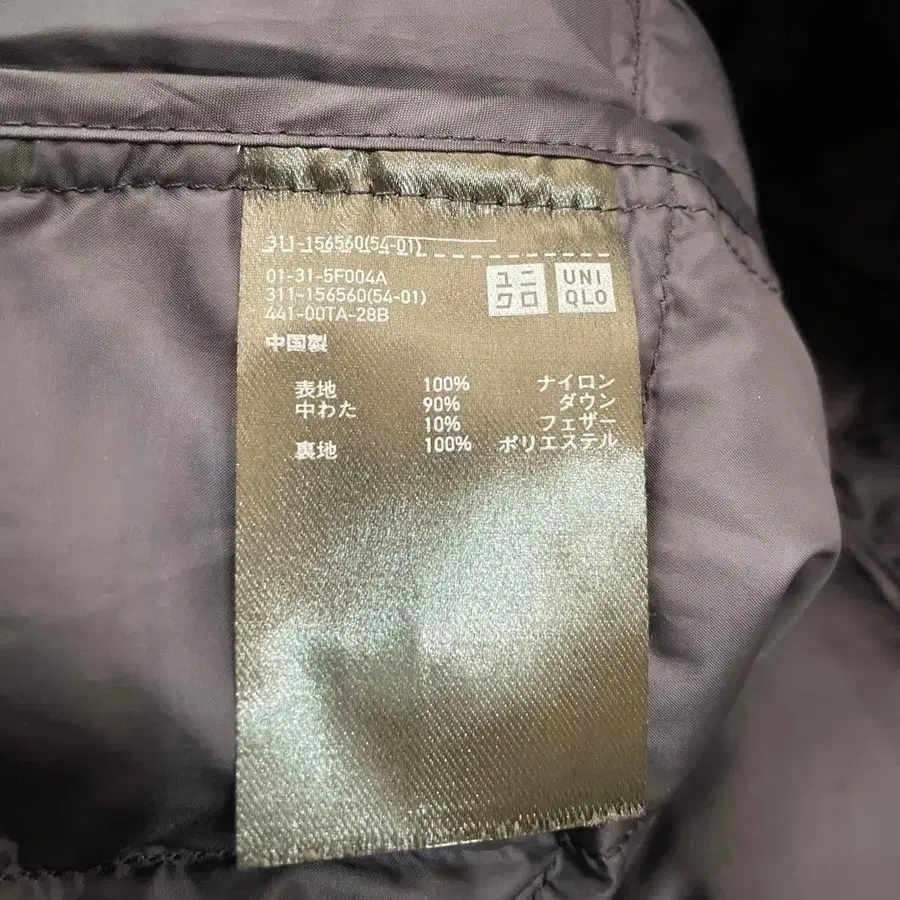 311-156560(54-01)
01-31-5F004A
311-156560(54-01)
441-00TA-28B
ユニ
クロ
UNI
QLO
中国製
表地 100% ナイロン
中わた 90% ダウン
10% フェザー
裏地 100% ポリエステル